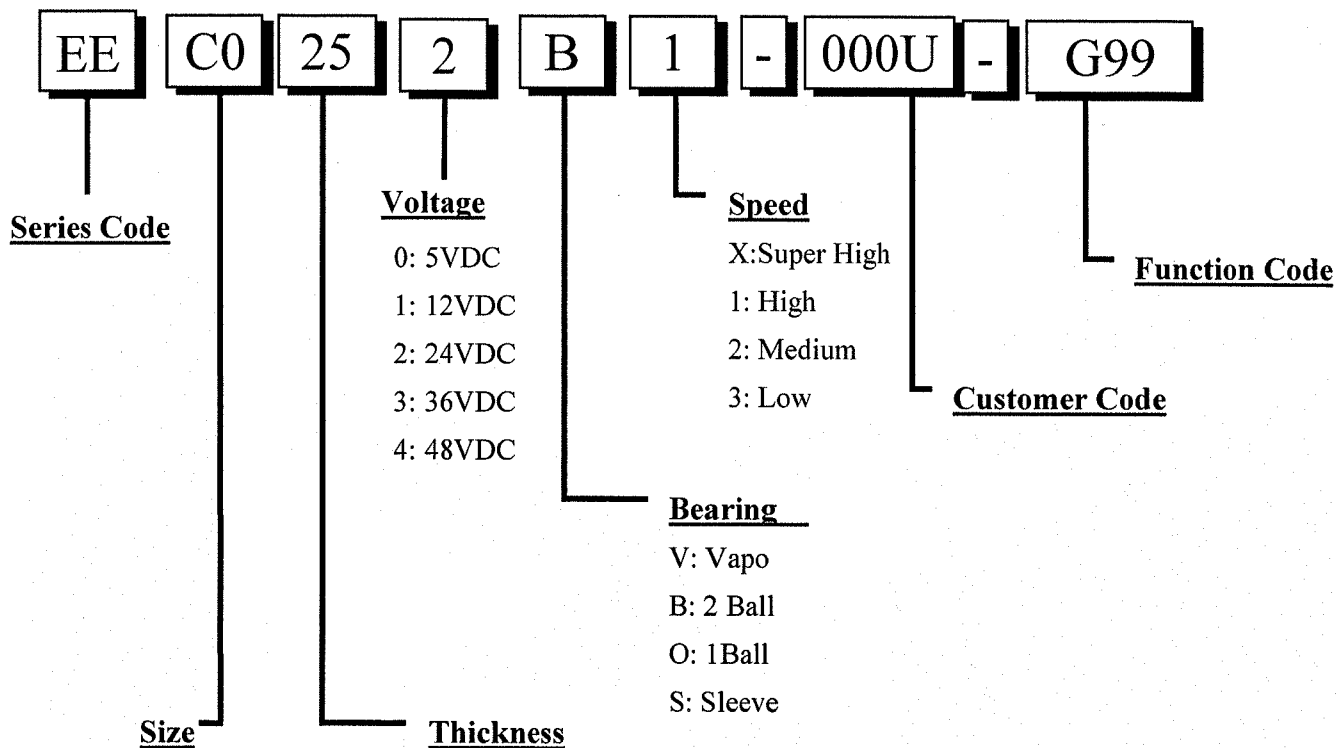 EE C0 25 2 B 1 - 000U - G99
Series Code
Voltage
0: 5VDC
1: 12VDC
2: 24VDC
3: 36VDC
4: 48VDC
Speed
X:Super High
1: High
2: Medium
3: Low
Function Code
Customer Code
Bearing
V: Vapo
B: 2 Ball
O: 1Ball
S: Sleeve
Size
Thickness